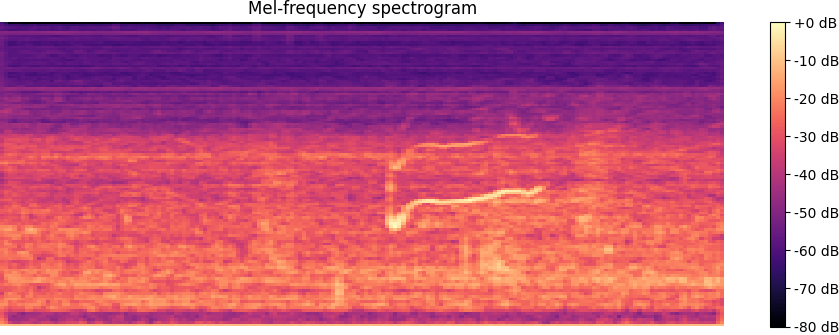 Mel-frequency spectrogram
+0 dB
-10 dB
-20 dB
-30 dB
-40 dB
-50 dB
-60 dB
-70 dB
-80 dB